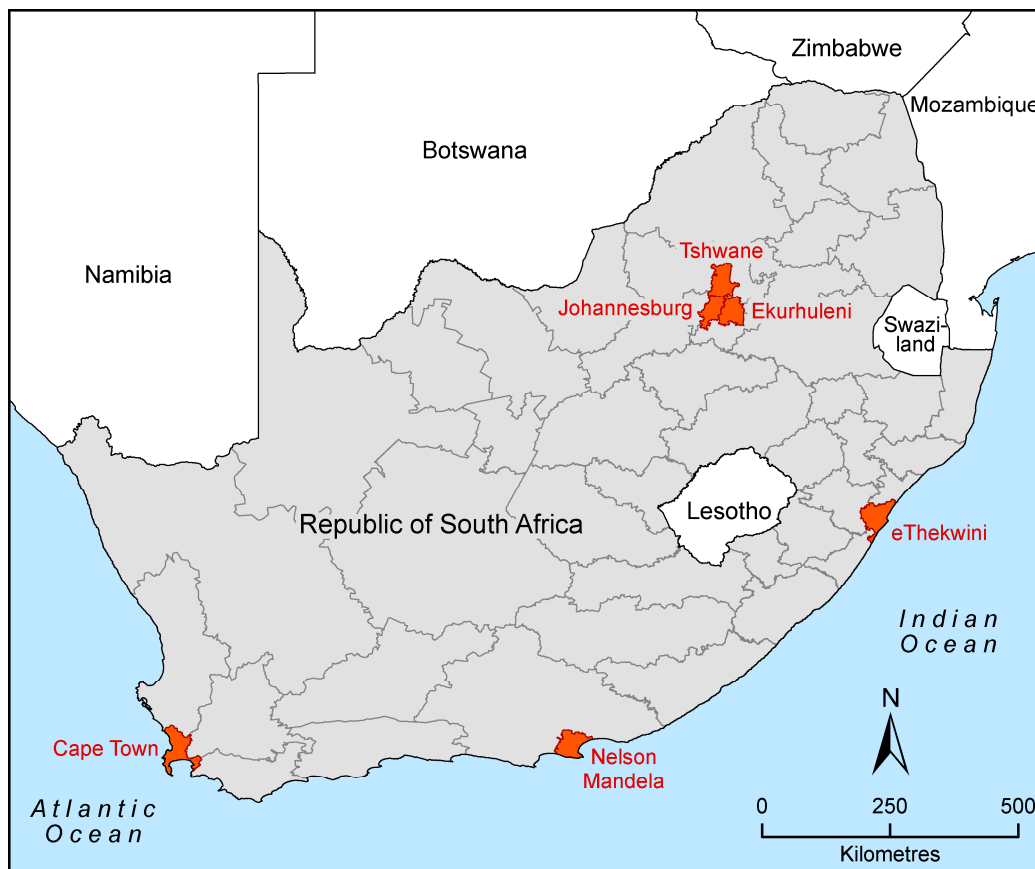 Zimbabwe
Mozambique
Botswana
Namibia
Tshwane
Johannesburg
Ekurhuleni
Swazi-
land
Republic of South Africa
Lesotho
eThekwini
Indian
Ocean
N
Cape Town
Nelson
Mandela
Atlantic
Ocean
0 250 500
Kilometres